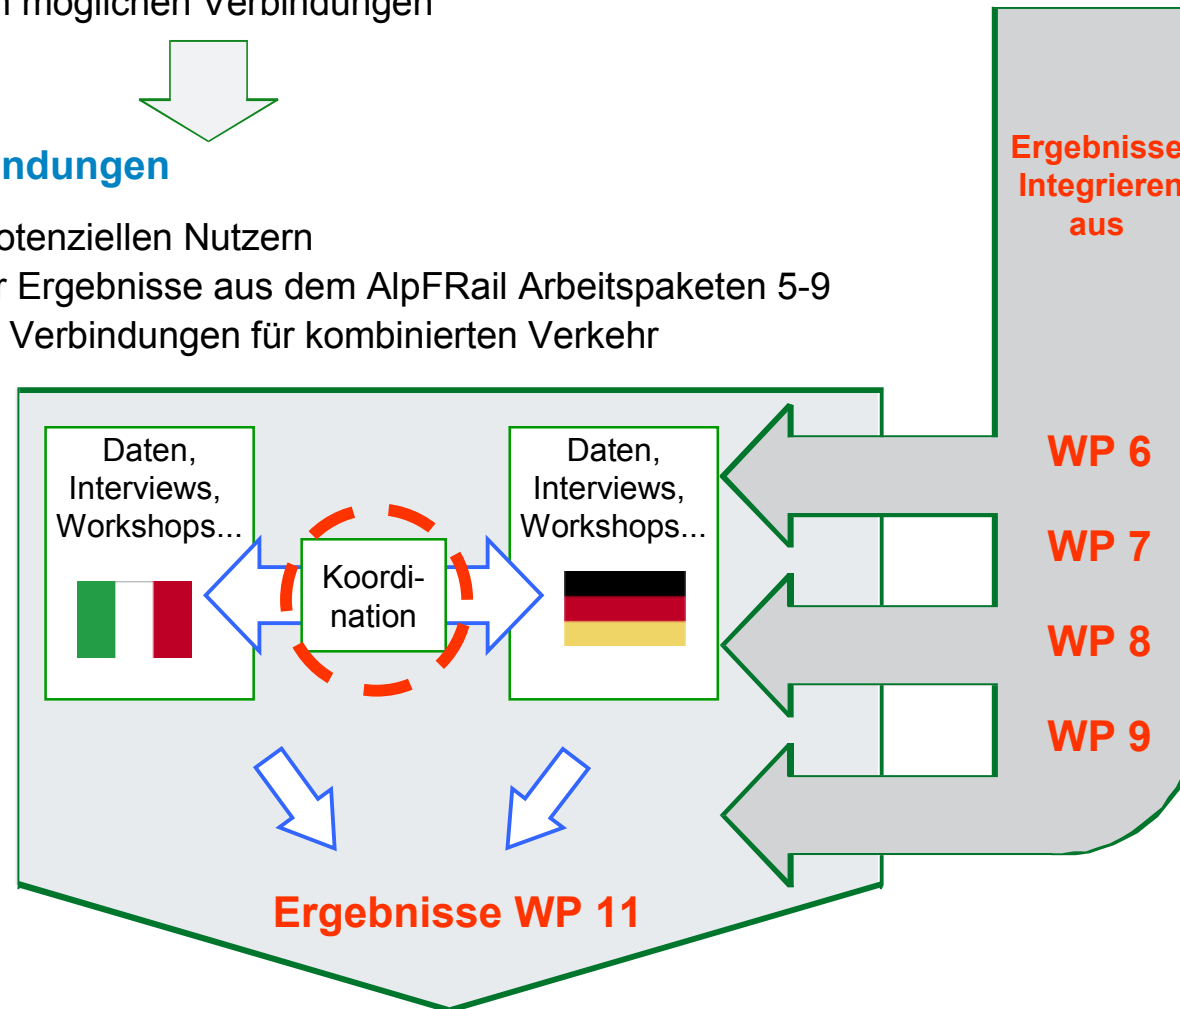 möglichen Verbindungen
ndungen
otenziellen Nutzern
r Ergebnisse aus dem AlpFRail Arbeitspaketen 5-9
Verbindungen für kombinierten Verkehr
Ergebnisse
Integrieren
aus
Daten,
Interviews,
Workshops...
Koordi-
nation
Daten,
Interviews,
Workshops...
WP 6
WP 7
WP 8
WP 9
Ergebnisse WP 11